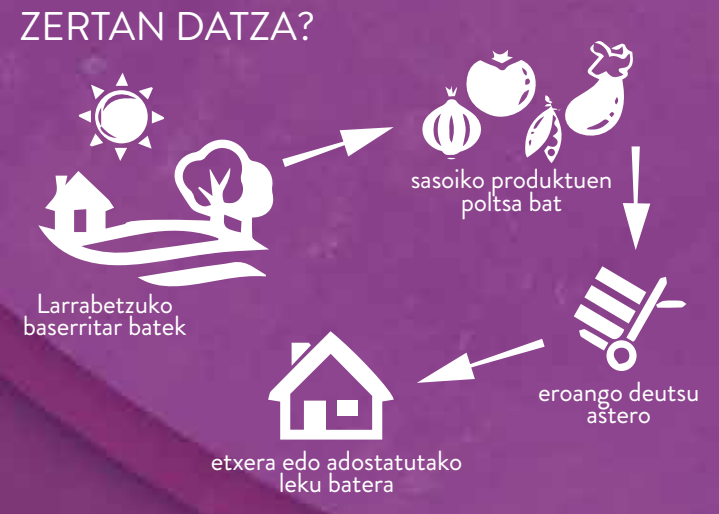 ZERTAN DATZA?
sasoiko produktuen
poltsa bat
Larrabetzuko
baserritar batek
eroango deutsu
astero
etxera edo adostatutako
leku batera